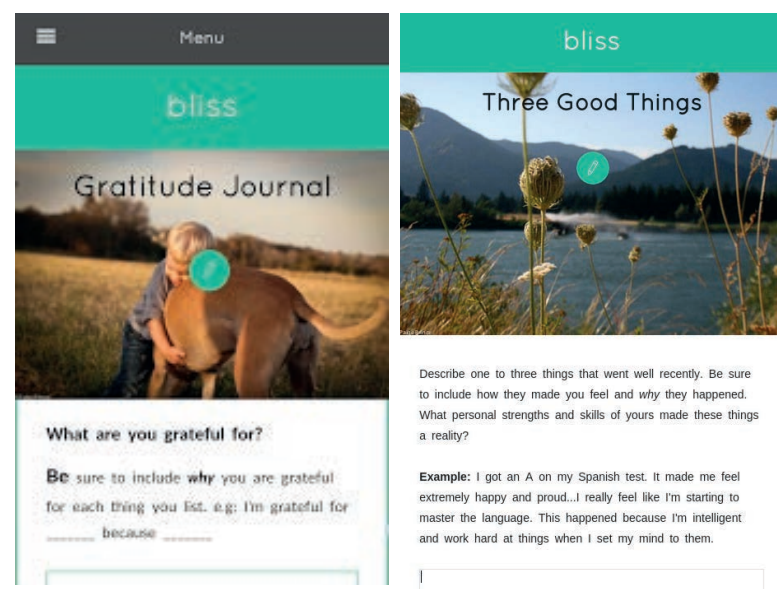 Menu
bliss
Gratitude Journal
What are you grateful for?
Be sure to include why you are grateful
for each thing you list. e.g: I'm grateful for
______ because ______
bliss
Three Good Things
Describe one to three things that went well recently. Be sure
to include how they made you feel and why they happened.
What personal strengths and skills of yours made these things
a reality?
Example: I got an A on my Spanish test. It made me feel
extremely happy and proud...I really feel like I'm starting to
master the language. This happened because I'm intelligent
and work hard at things when I set my mind to them.